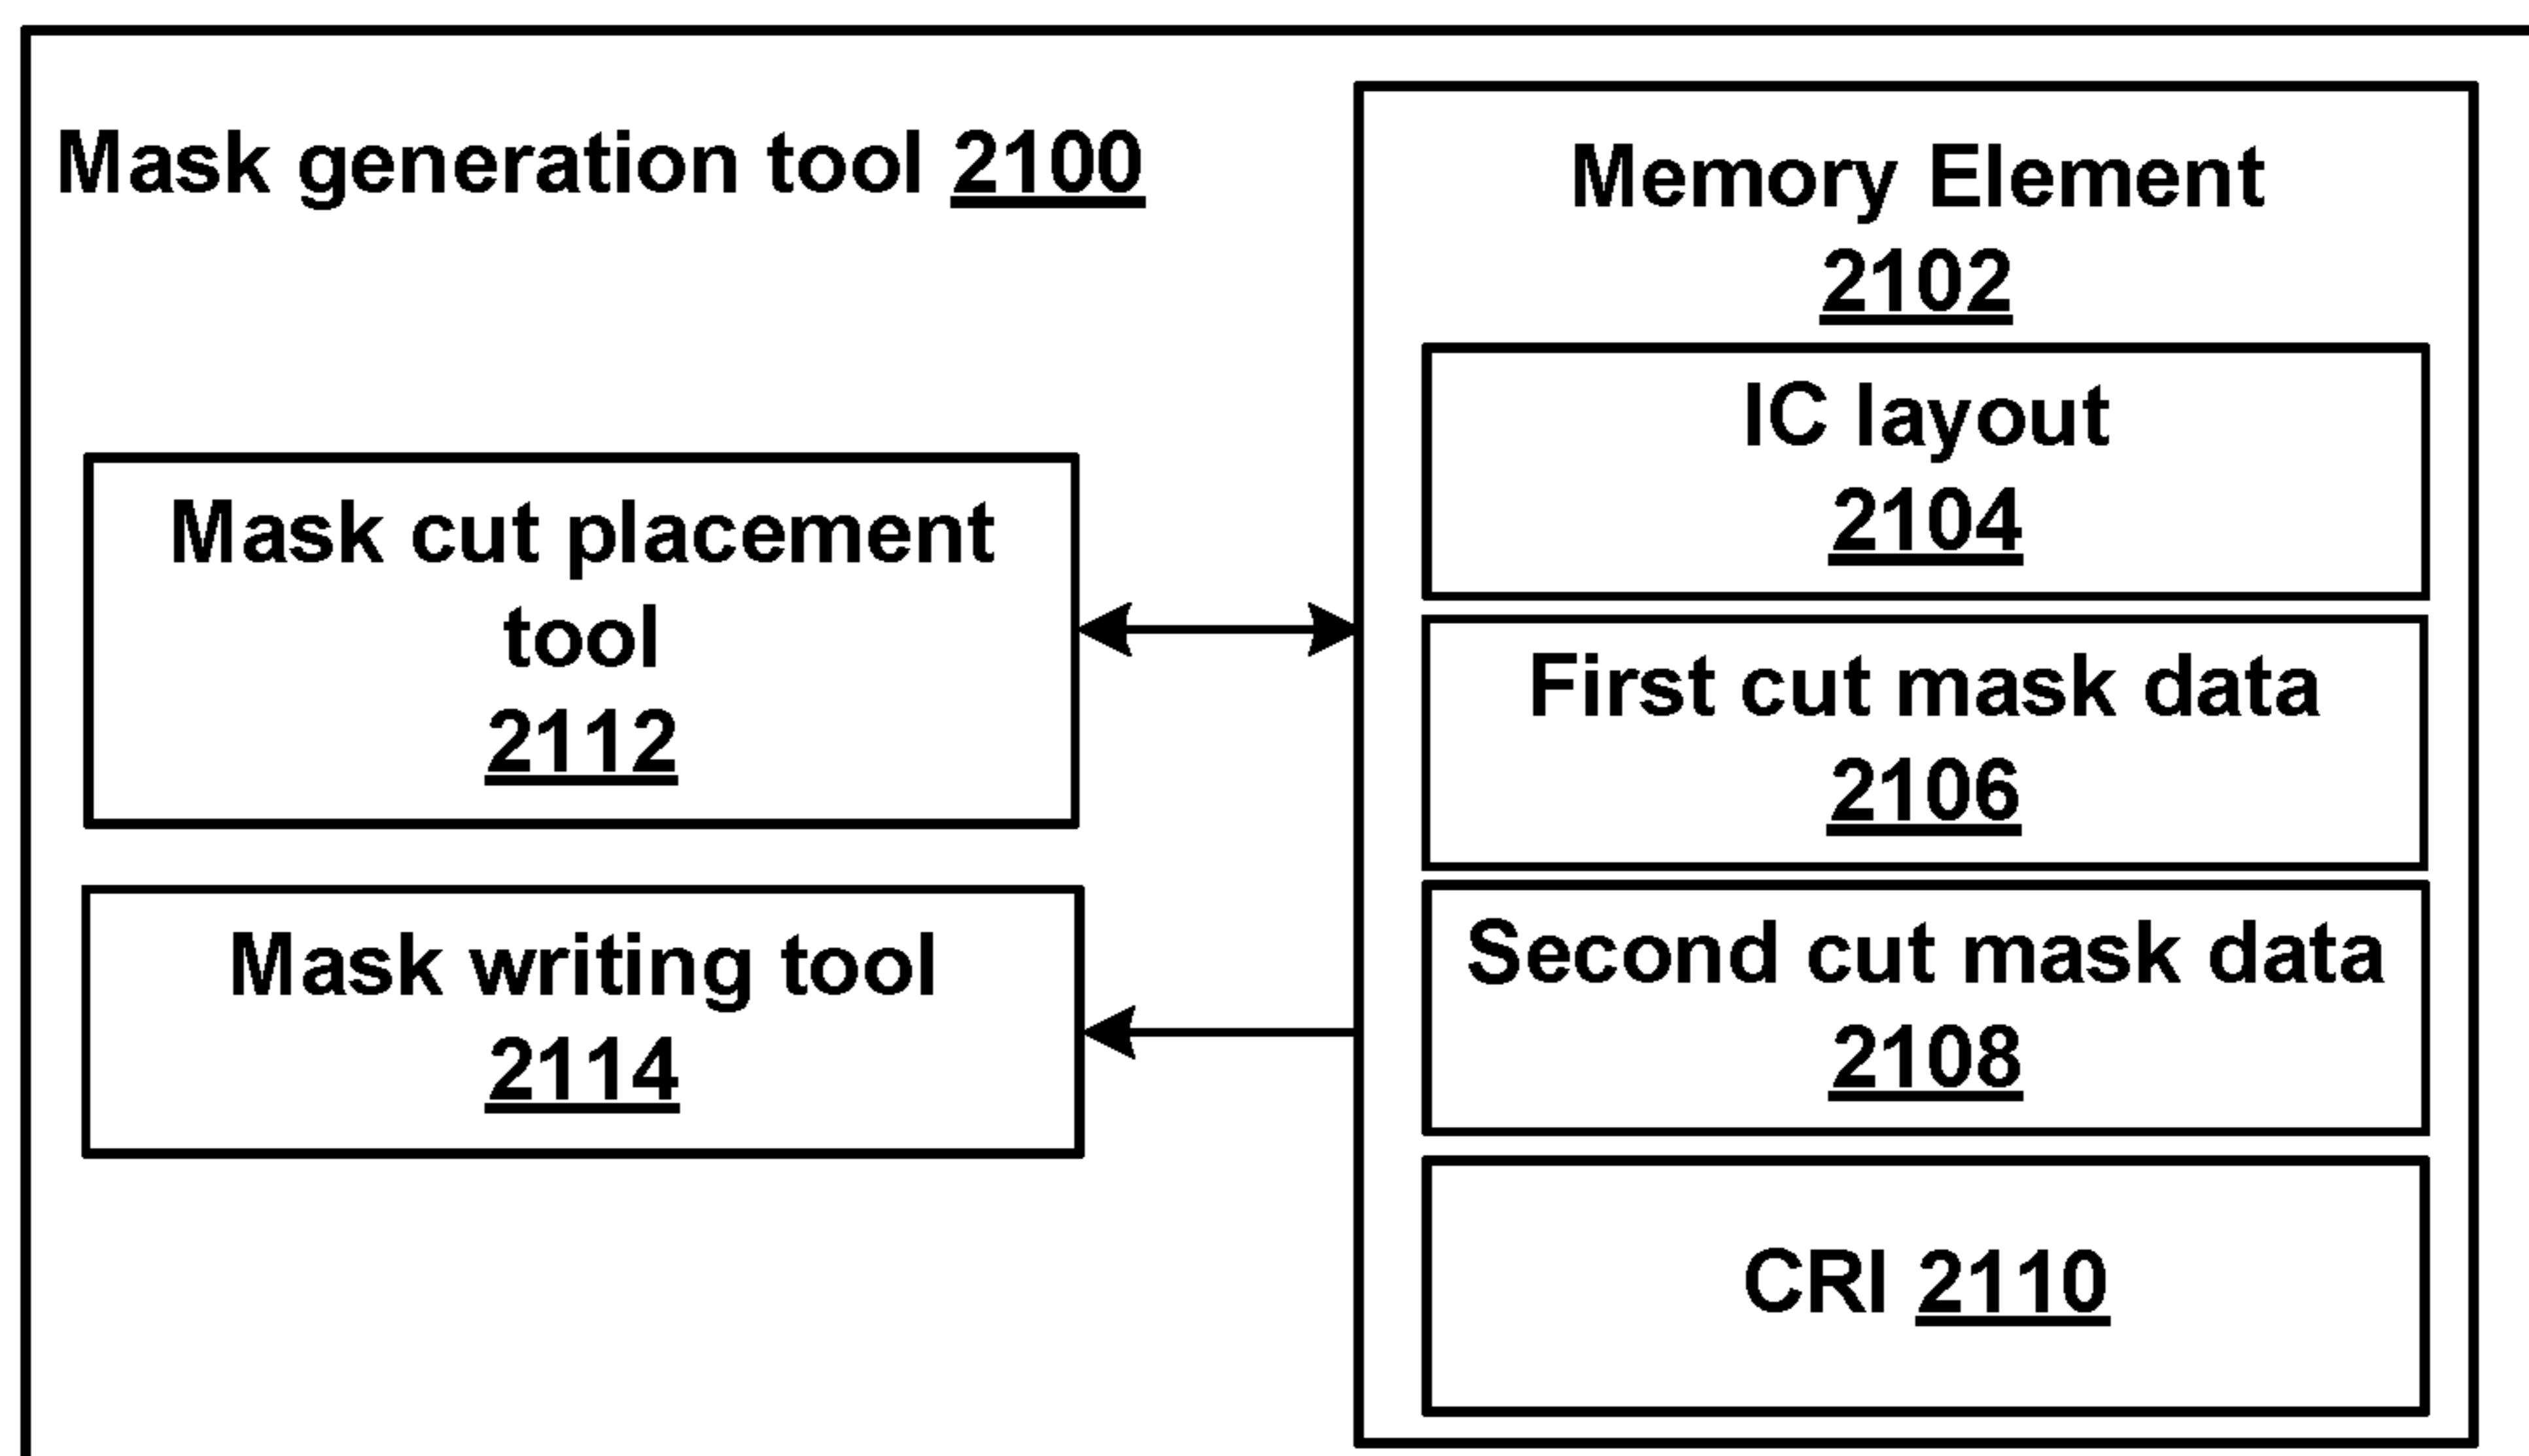 Mask generation tool 2100
Memory Element
2102
IC layout
2104
First cut mask data
2106
Second cut mask data
2108
CRI 2110
Mask cut placement
tool
2112
Mask writing tool
2114